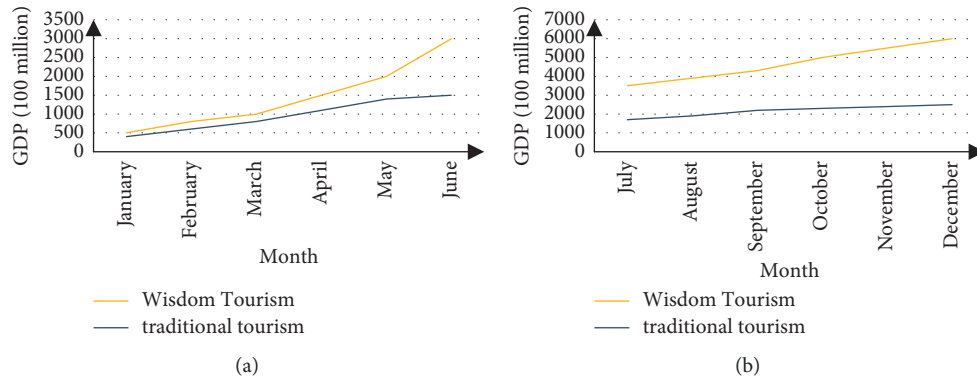 GDP (100 million)
3500
3000
2500
2000
1500
1000
500
0
January
February
March
April
May
June
Month
Wisdom Tourism
traditional tourism
(a)
GDP (100 million)
7000
6000
5000
4000
3000
2000
1000
0
July
August
September
October
November
December
Month
Wisdom Tourism
traditional tourism
(b)